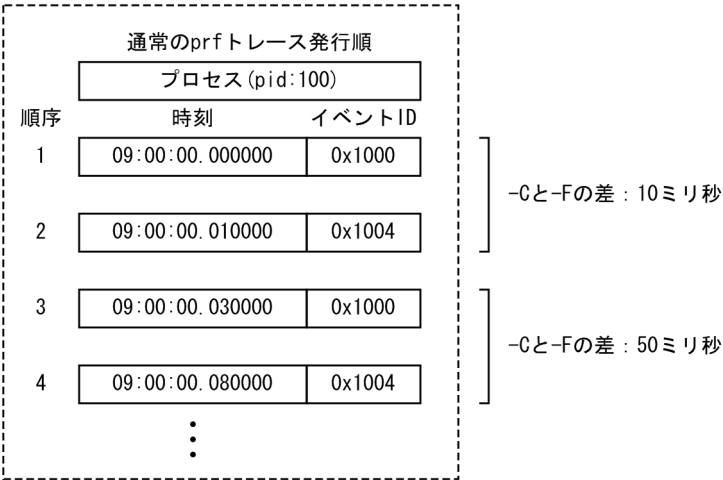 通常のprfトレース発行順
プロセス(pid:100)
順序 時刻 イベントID
1 09:00:00.000000 0x1000
-Cと-Fの差：10ミリ秒
2 09:00:00.010000 0x1004
3 09:00:00.030000 0x1000
-Cと-Fの差：50ミリ秒
4 09:00:00.080000 0x1004